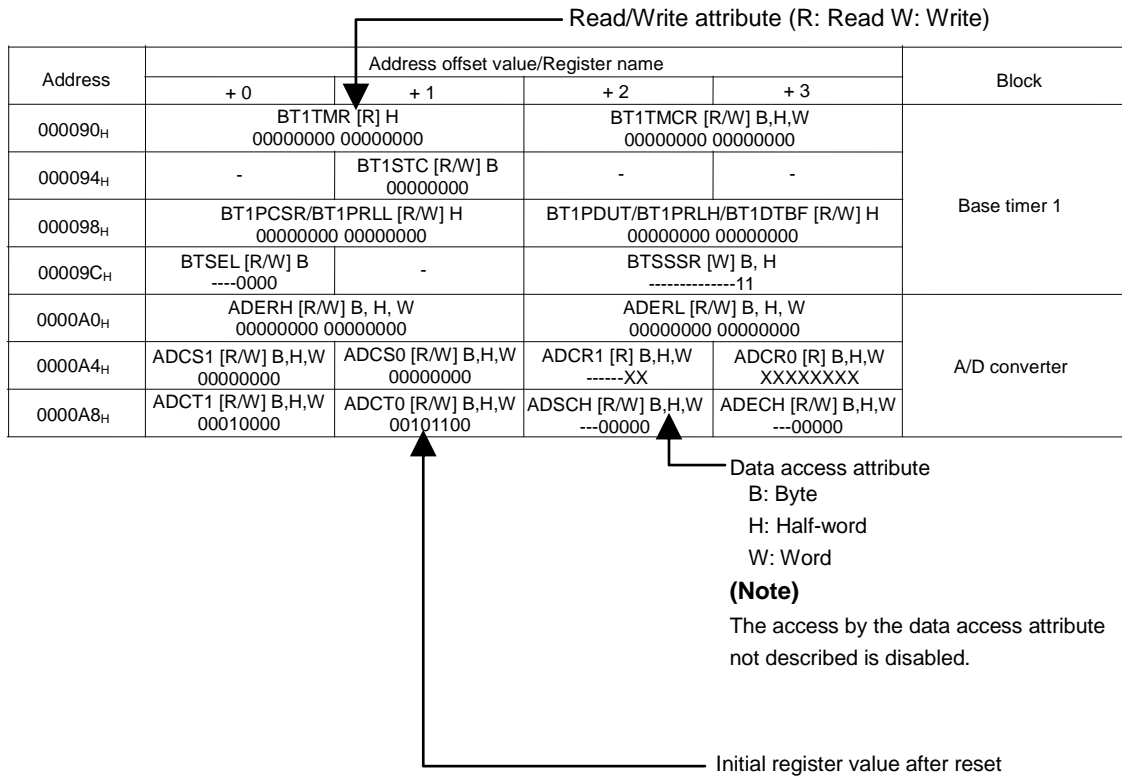 Read/Write attribute (R: Read W: Write)
Address
Address offset value/Register name
Block
+ 0
+ 1
+ 2
+ 3
000090H
BT1TMR [R] H
00000000 00000000
BT1TMCR [R/W] B,H,W
00000000 00000000
Base timer 1
000094H
-
BT1STC [R/W] B
00000000
-
-
000098H
BT1PCSR/BT1PRLL [R/W] H
00000000 00000000
BT1PDUT/BT1PRLH/BT1DTBF [R/W] H
00000000 00000000
00009CH
BTSEL [R/W] B
----0000
-
BTSSSR [W] B, H
--------------11
0000A0H
ADERH [R/W] B, H, W
00000000 00000000
ADERL [R/W] B, H, W
00000000 00000000
A/D converter
0000A4H
ADCS1 [R/W] B,H,W
00000000
ADCS0 [R/W] B,H,W
00000000
ADCR1 [R] B,H,W
------XX
ADCR0 [R] B,H,W
XXXXXXXX
0000A8H
ADCT1 [R/W] B,H,W
00010000
ADCT0 [R/W] B,H,W
00101100
ADSCH [R/W] B,H,W
---00000
ADECH [R/W] B,H,W
---00000
Data access attribute
B: Byte
H: Half-word
W: Word
(Note)
The access by the data access attribute
not described is disabled.
Initial register value after reset